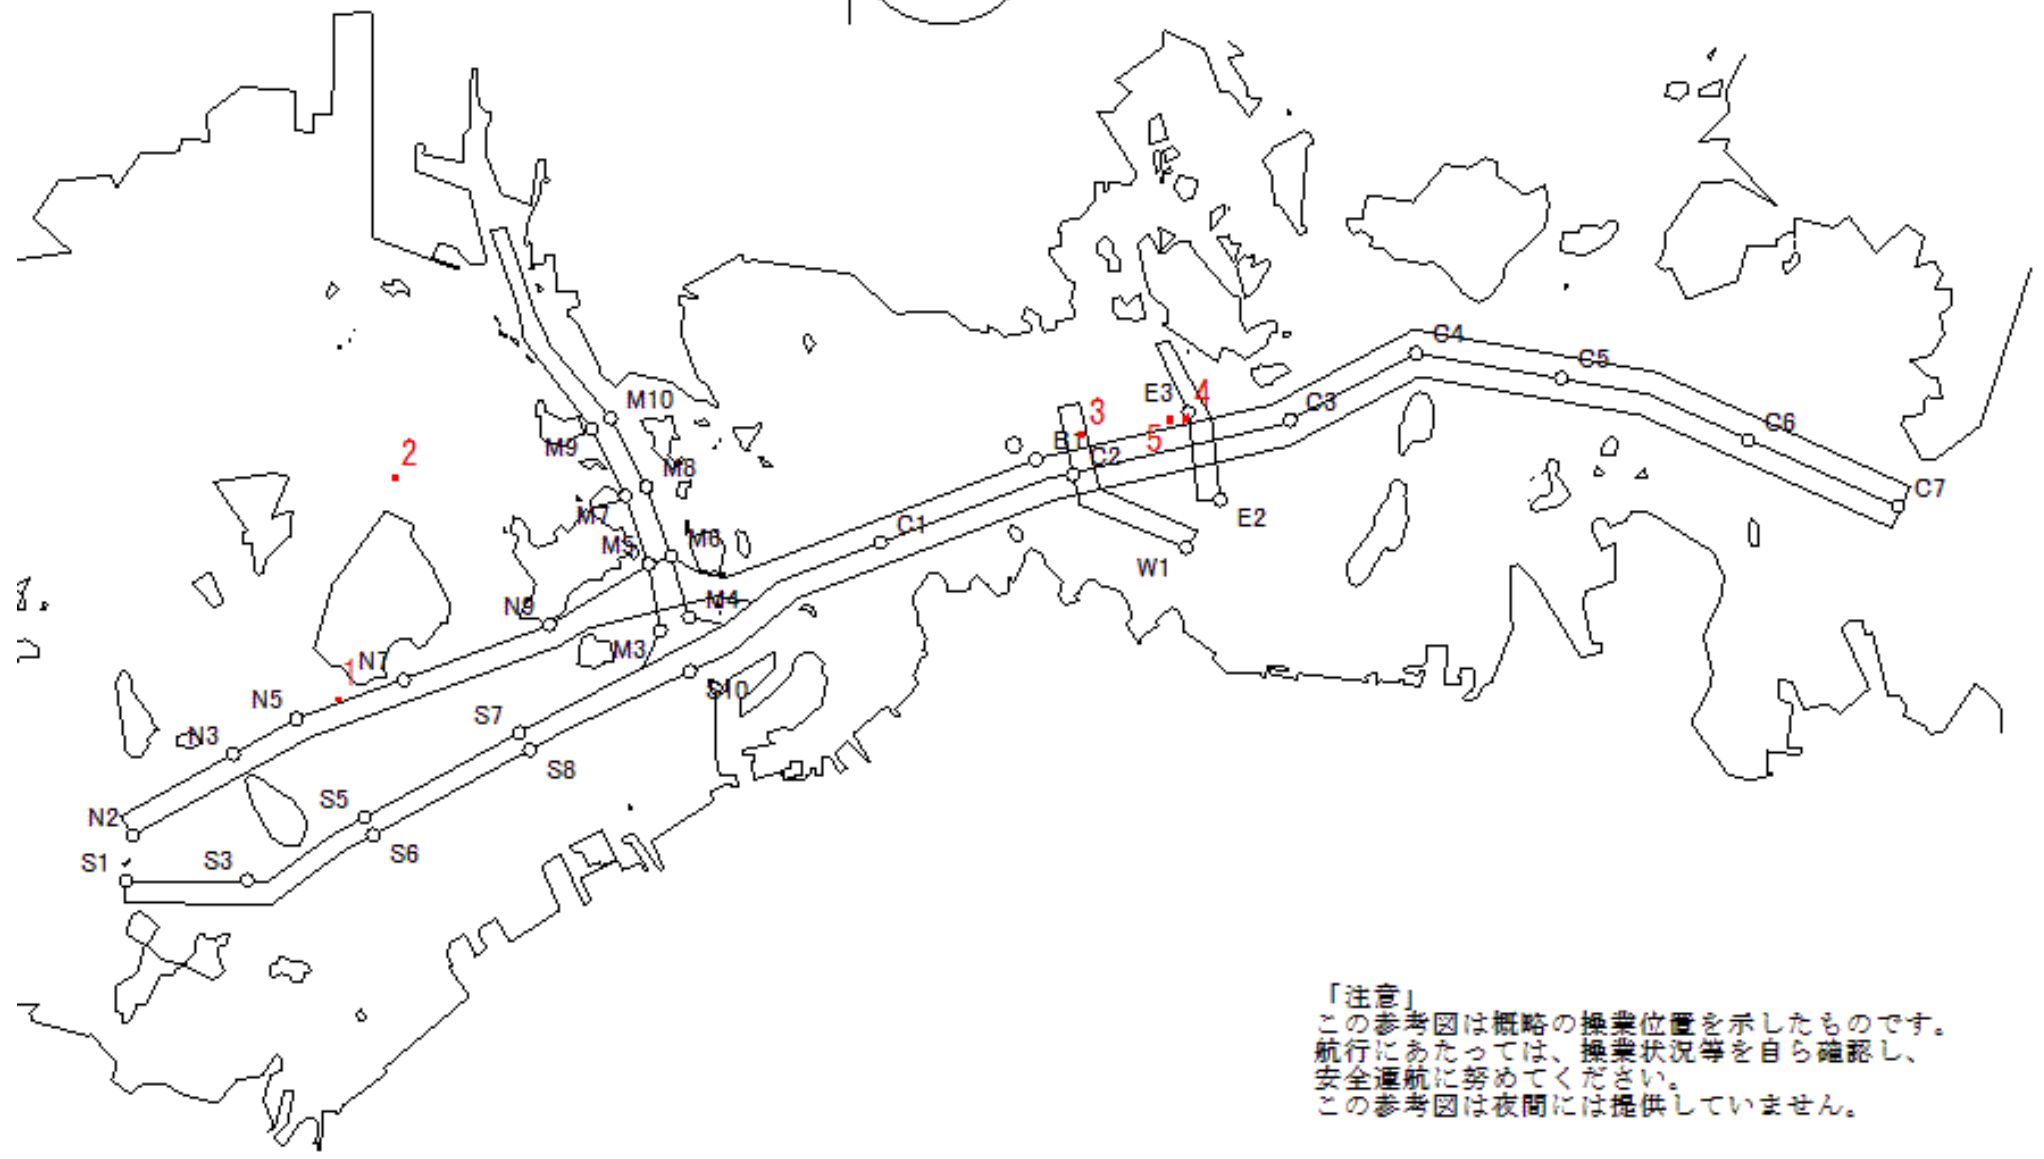 C4
C5
M10
E3
4
C3
3
C6
M9
2
B1
5
M8
C2
C7
M7
E2
C1
M5
M6
W1
N9
M4
M3
N7
1
N5
S10
S7
N3
S8
S5
N2
S6
S1
S3
「注意」
この参考図は概略の操業位置を示したものです。
航行にあたっては、操業状況等を自ら確認し、
安全運航に努めてください。
この参考図は夜間には提供していません。